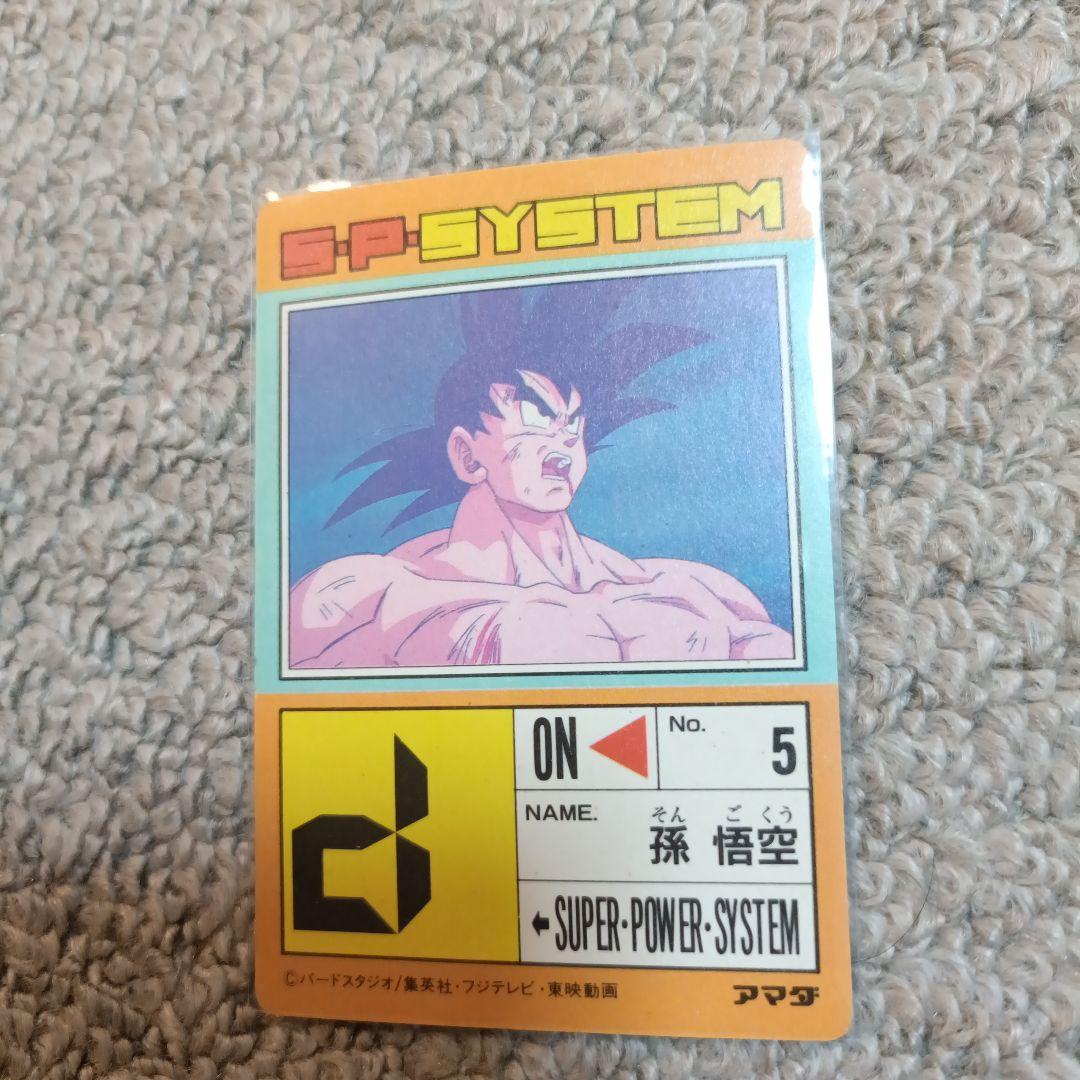 S・P・SYSTEM
ON
No. 5
NAME.
そん ご くう
孫 悟空
←SUPER・POWER・SYSTEM
©バードスタジオ/集英社・フジテレビ・東映動画
アマダ